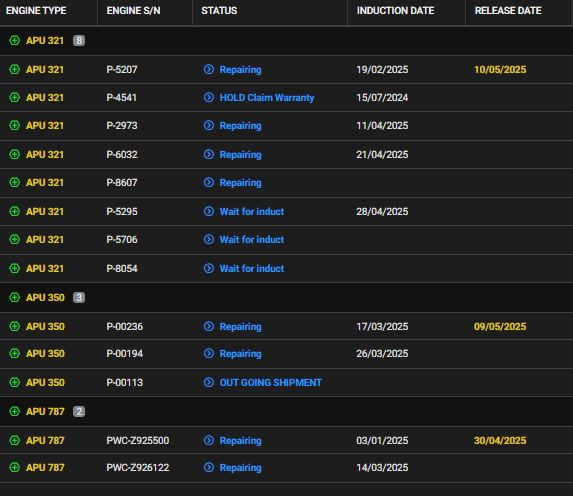 ENGINE TYPE ENGINE S/N STATUS INDUCTION DATE RELEASE DATE
APU 321 8
APU 321 P-5207 Repairing 19/02/2025 10/05/2025
APU 321 P-4541 HOLD Claim Warranty 15/07/2024
APU 321 P-2973 Repairing 11/04/2025
APU 321 P-6032 Repairing 21/04/2025
APU 321 P-8607 Repairing
APU 321 P-5295 Wait for induct 28/04/2025
APU 321 P-5706 Wait for induct
APU 321 P-8054 Wait for induct
APU 350 3
APU 350 P-00236 Repairing 17/03/2025 09/05/2025
APU 350 P-00194 Repairing 26/03/2025
APU 350 P-00113 OUT GOING SHIPMENT
APU 787 2
APU 787 PWC-Z925500 Repairing 03/01/2025 30/04/2025
APU 787 PWC-Z926122 Repairing 14/03/2025